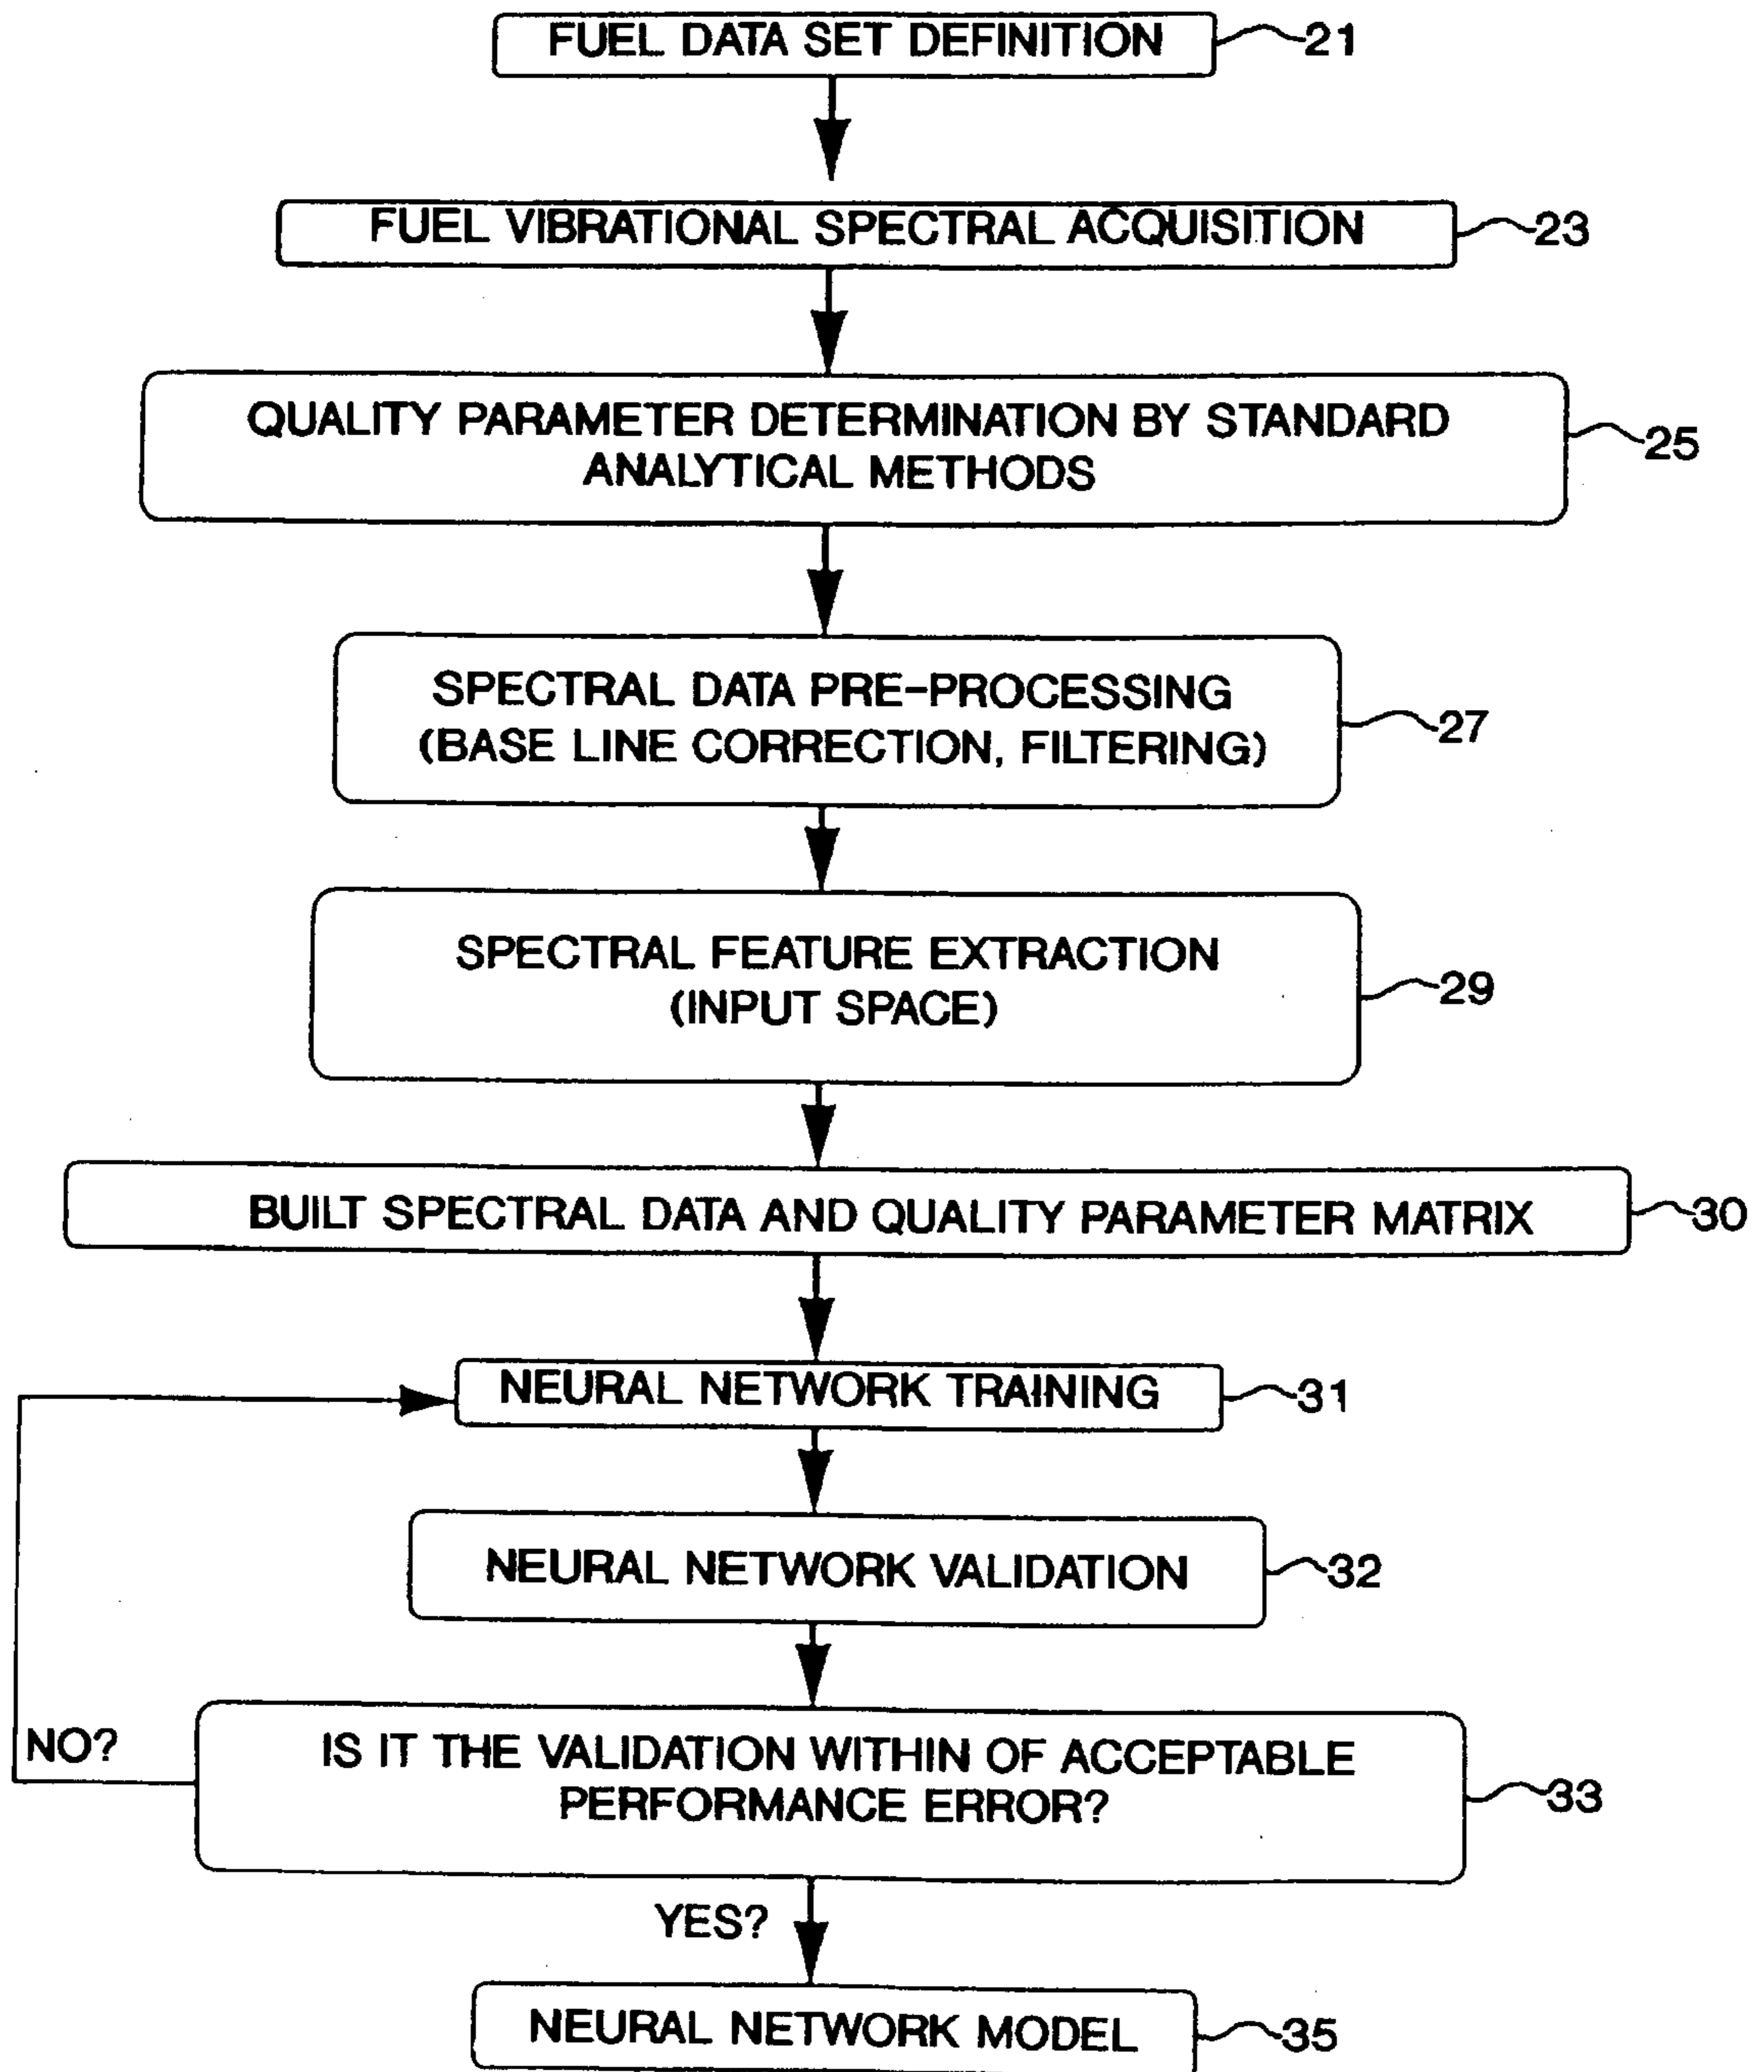 FUEL DATA SET DEFINITION 21
FUEL VIBRATIONAL SPECTRAL ACQUISITION 23
QUALITY PARAMETER DETERMINATION BY STANDARD
ANALYTICAL METHODS
25
SPECTRAL DATA PRE-PROCESSING
(BASE LINE CORRECTION, FILTERING)
27
SPECTRAL FEATURE EXTRACTION
(INPUT SPACE)
29
BUILT SPECTRAL DATA AND QUALITY PARAMETER MATRIX 30
NEURAL NETWORK TRAINING 31
NEURAL NETWORK VALIDATION 32
NO?
IS IT THE VALIDATION WITHIN OF ACCEPTABLE
PERFORMANCE ERROR?
33
YES?
NEURAL NETWORK MODEL 35